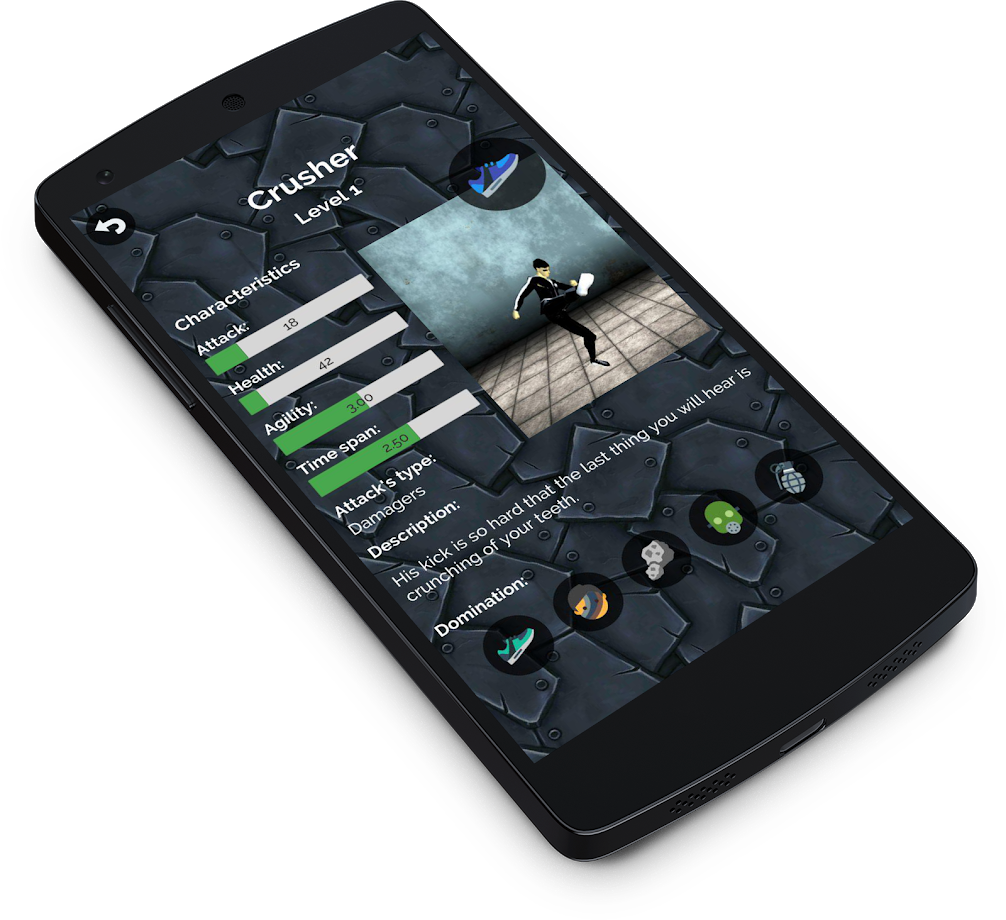 Crusher
Level 1
Characteristics
Attack:
18
Health:
42
Agility:
3.90
Time span:
2.50
Attack's type:
Damagers
Description:
His kick is so hard that the last thing you will hear is
crunching of your teeth.
Domination: